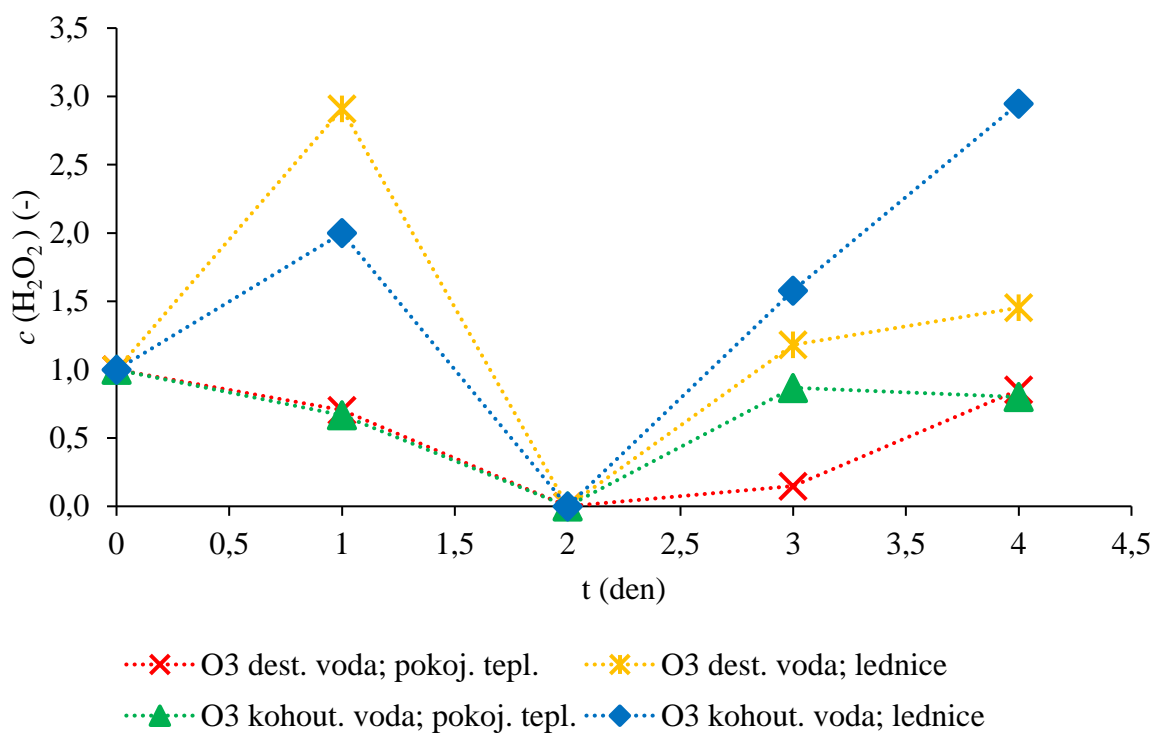 3,5
3,0
2,5
2,0
1,5
1,0
0,5
0,0
c (H₂O₂) (-)
0 0,5 1 1,5 2 2,5 3 3,5 4 4,5
t (den)
O3 dest. voda; pokoj. tepl. O3 dest. voda; lednice
O3 kohout. voda; pokoj. tepl. O3 kohout. voda; lednice